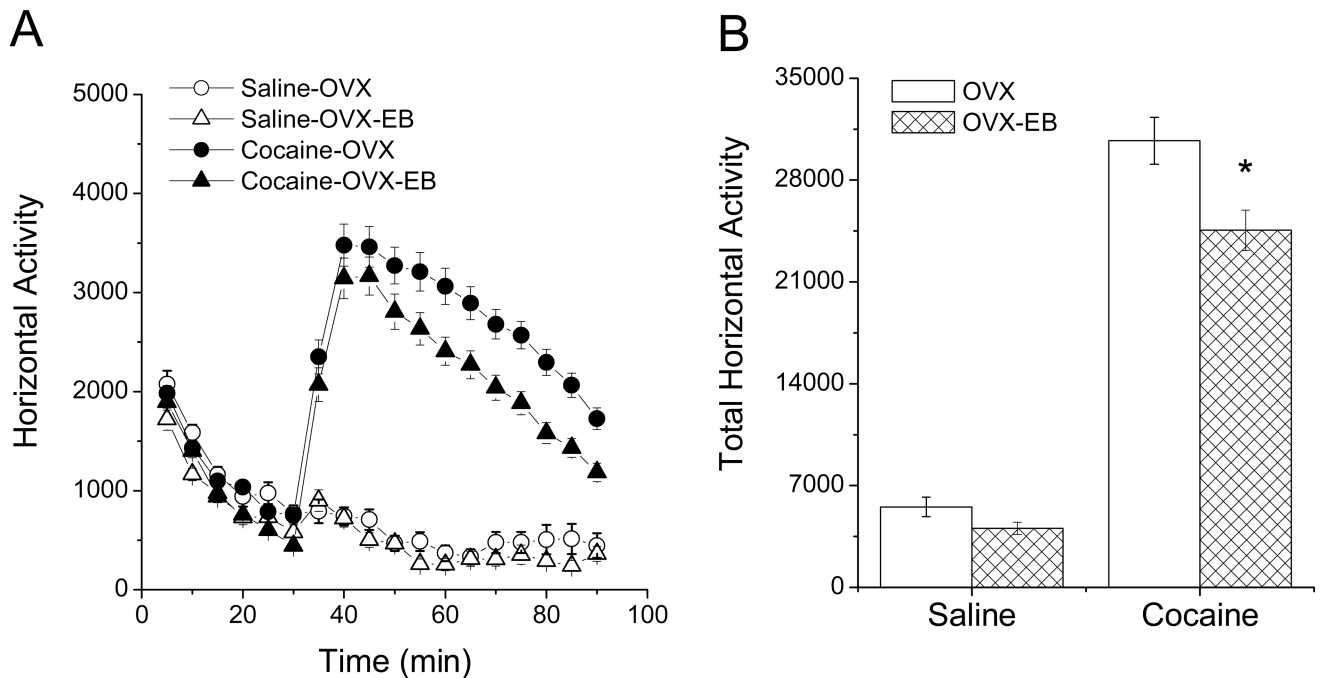 A
Saline-OVX
Saline-OVX-EB
Cocaine-OVX
Cocaine-OVX-EB
5000
4000
3000
2000
1000
0
Horizontal Activity
0 20 40 60 80 100
Time (min)
B
OVX
OVX-EB
35000
28000
21000
14000
7000
0
Total Horizontal Activity
*
Saline Cocaine